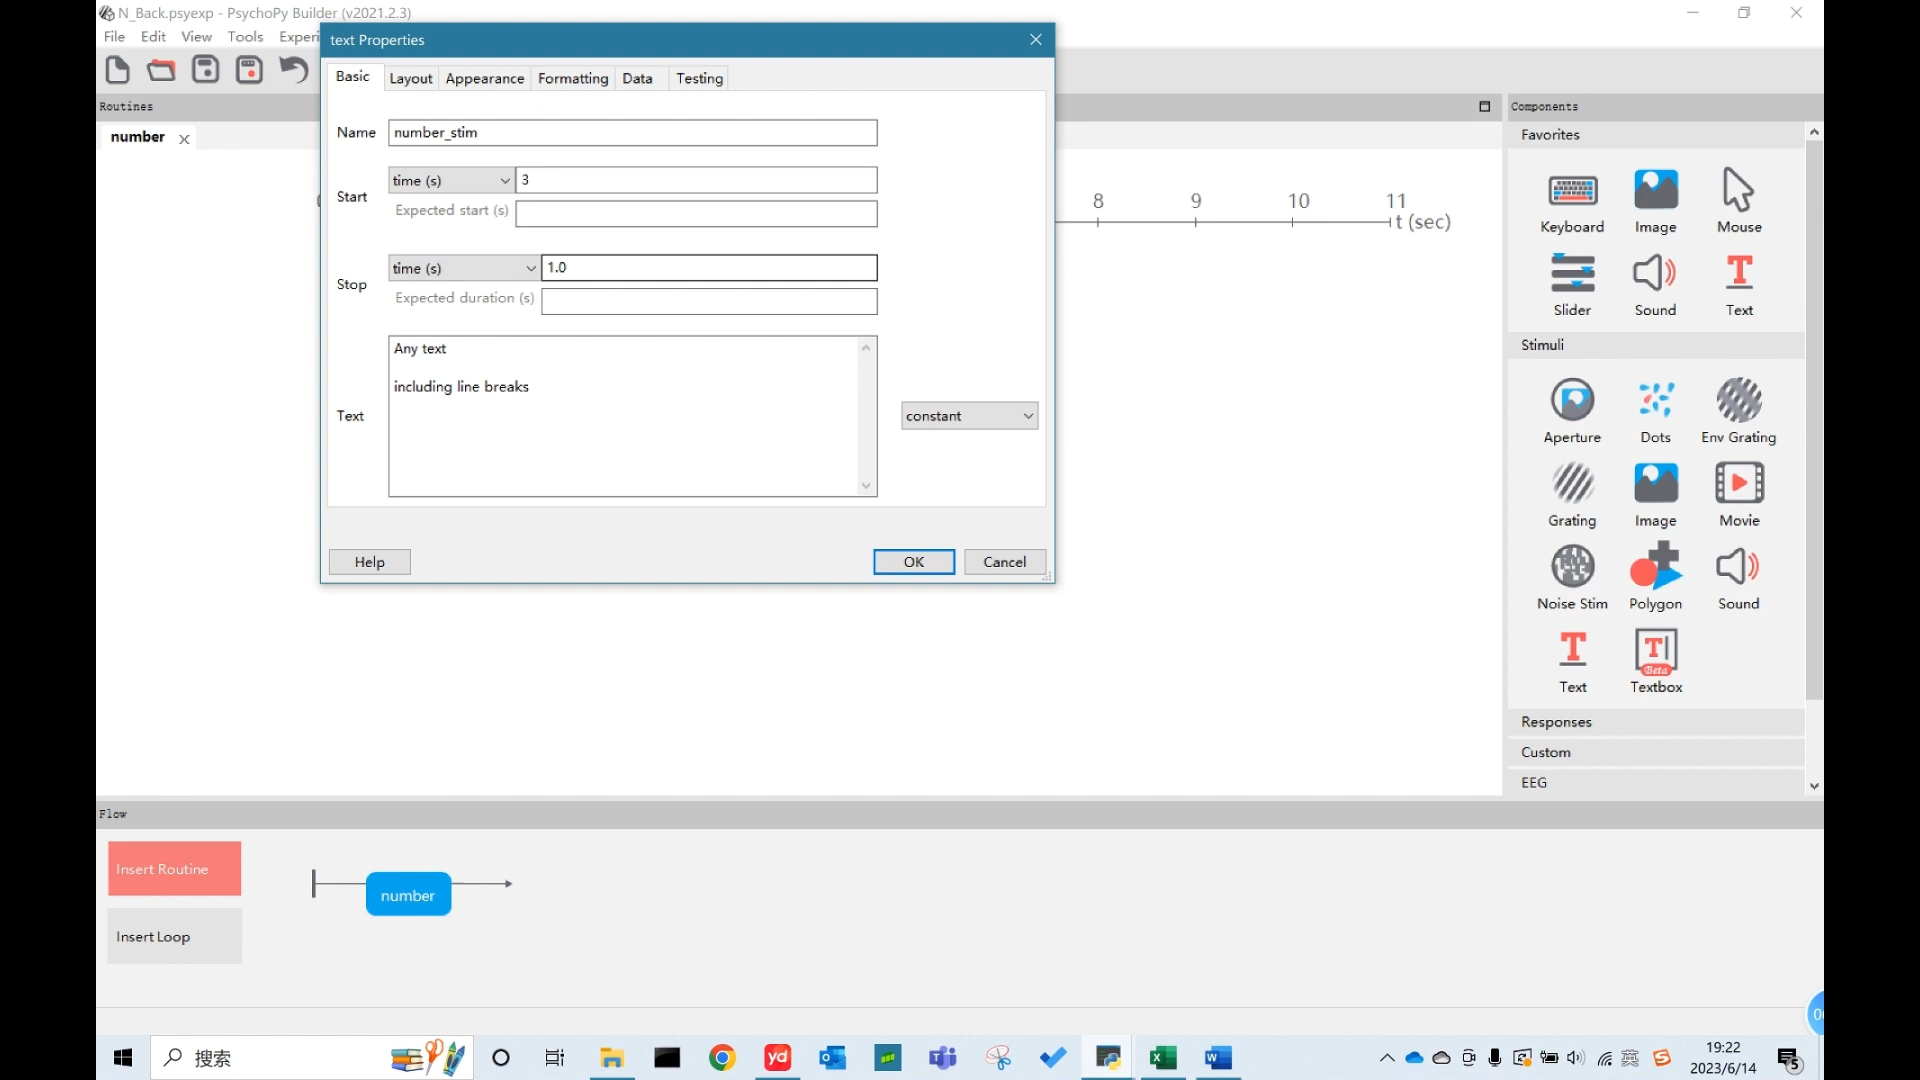 N_Back.psyexp - PsychoPy Builder (v2021.2.3)
File Edit View Tools Experi
text Properties
Basic Layout Appearance Formatting Data Testing
Routines
Components
number x
Favorites
Name number_stim
Start time (s) 3
Expected start (s)
8 9 10 11
t (sec)
Stop time (s) 1.0
Expected duration (s)
Text Any text
including line breaks
constant
Help OK Cancel
Keyboard Image Mouse
Slider Sound Text
Stimuli
Aperture Dots Env Grating
Grating Image Movie
Noise Stim Polygon Sound
T Beta
Text Textbox
Responses
Custom
EEG
Flow
Insert Routine
number
Insert Loop
搜索
yd
英
19:22
2023/6/14
5